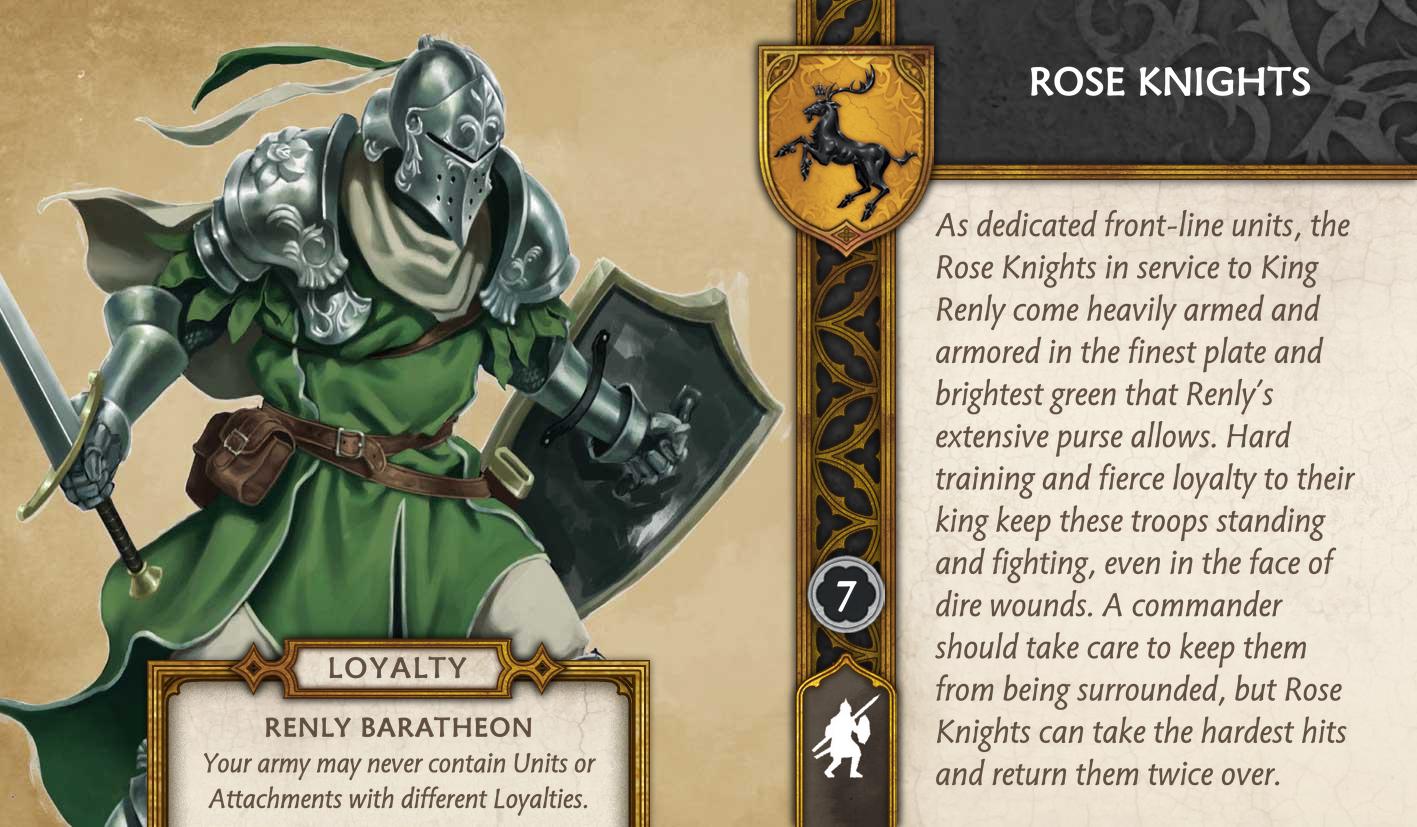 ROSE KNIGHTS
As dedicated front-line units, the
Rose Knights in service to King
Renly come heavily armed and
armored in the finest plate and
brightest green that Renly's
extensive purse allows. Hard
training and fierce loyalty to their
king keep these troops standing
and fighting, even in the face of
dire wounds. A commander
should take care to keep them
from being surrounded, but Rose
Knights can take the hardest hits
and return them twice over.
7
LOYALTY
RENLY BARATHEON
Your army may never contain Units or
Attachments with different Loyalties.